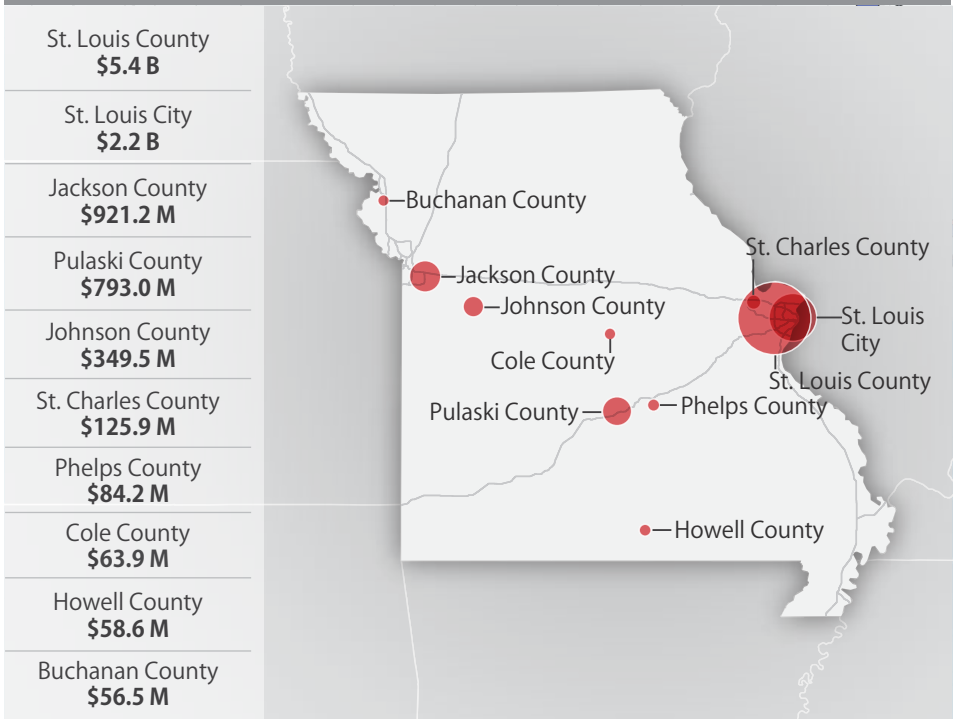 St. Louis County
$5.4 B
St. Louis City
$2.2 B
Jackson County
$921.2 M
Pulaski County
$793.0 M
Johnson County
$349.5 M
St. Charles County
$125.9 M
Phelps County
$84.2 M
Cole County
$63.9 M
Howell County
$58.6 M
Buchanan County
$56.5 M
Buchanan County
St. Charles County
Jackson County
Johnson County
St. Louis
City
Cole County
St. Louis County
Pulaski County
Phelps County
Howell County